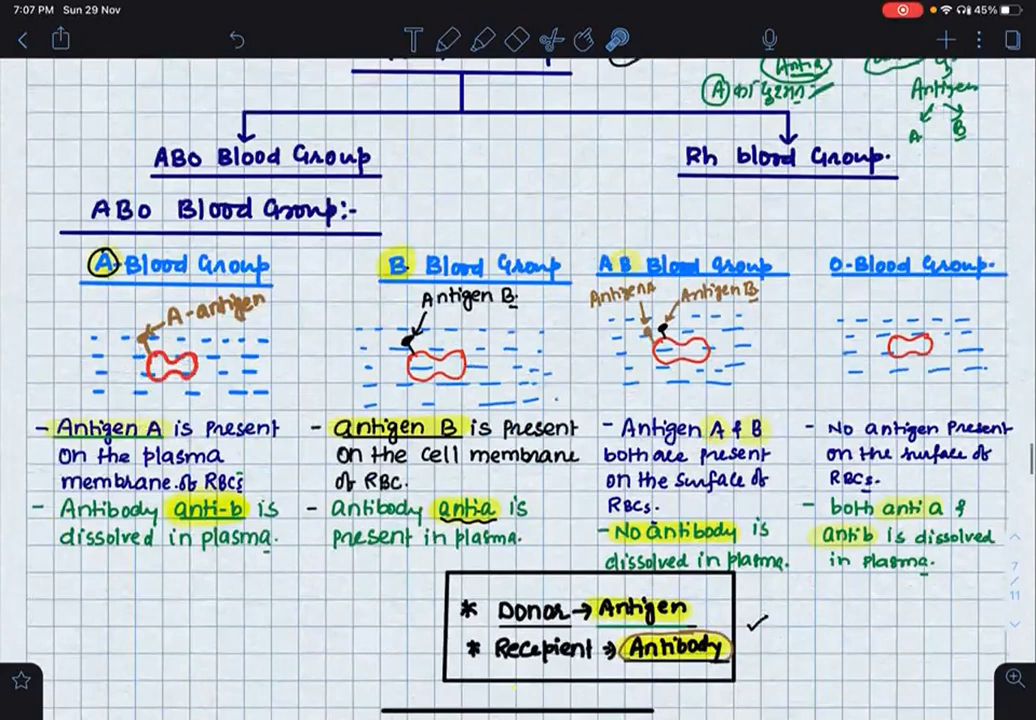 7:07 PM Sun 29 Nov
45%
Anti a
A का दुश्मन
Antigen
A B
ABO Blood Group
Rh blood Group.
ABO Blood Group:-
A-Blood Group
B Blood Group
AB Blood Group
O-Blood Group.
A-antigen
Antigen B
Antigen A Antigen B
- Antigen A is present
on the plasma
membrane of RBCs
- Antibody anti-b is
dissolved in plasma.
- antigen B is present
on the cell membrane
of RBC.
- Antibody anti a is
present in plasma.
- Antigen A & B
both are present
on the surface of
RBCs.
- No antibody is
dissolved in plasma.
- No antigen present
on the surface of
RBCs.
- both anti a &
anti b is dissolved
in plasma.
* Donor → Antigen
* Recepient → Antibody
7
11